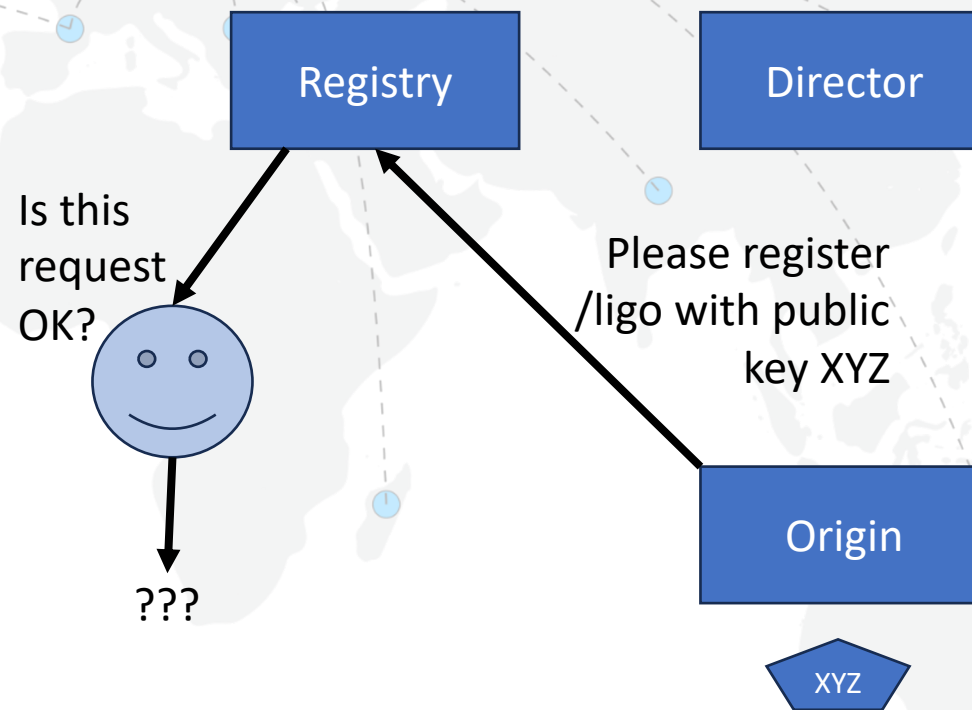 Registry
Director
Is this
request
OK?
Please register
/ligo with public
key XYZ
Origin
???
XYZ